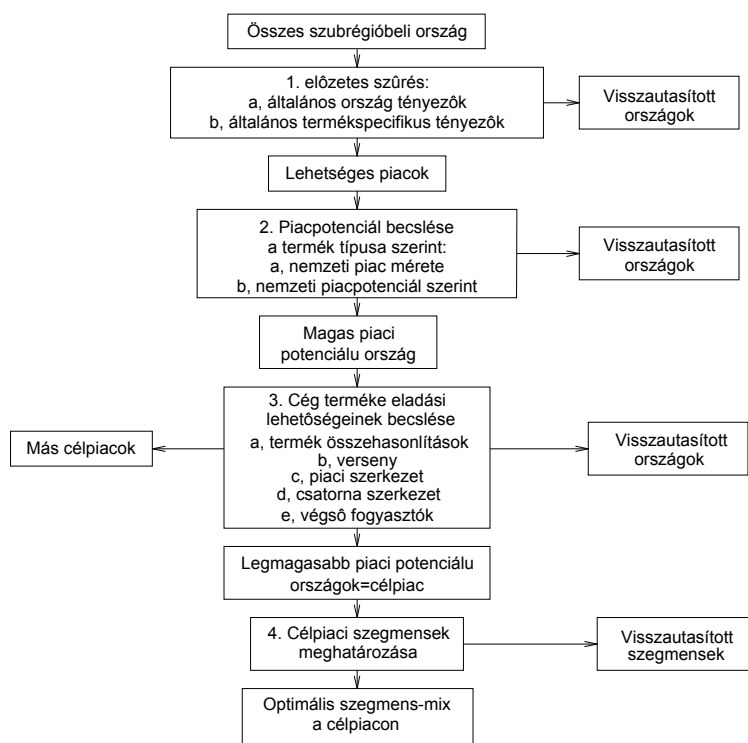 Összes szubrégióbeli ország
1. elôzetes szûrés:
a, általános ország tényezôk
b, általános termékspecifikus tényezôk
Visszautasított
országok
Lehetséges piacok
2. Piacpotenciál becslése
a termék típusa szerint:
a, nemzeti piac mérete
b, nemzeti piacpotenciál szerint
Visszautasított
országok
Magas piaci
potenciálu ország
3. Cég terméke eladási
lehetôségeinek becslése
a, termék összehasonlítások
b, verseny
c, piaci szerkezet
d, csatorna szerkezet
e, végsô fogyasztók
Más célpiacok
Visszautasított
országok
Legmagasabb piaci potenciálu
országok=célpiac
4. Célpiaci szegmensek
meghatározása
Visszautasított
szegmensek
Optimális szegmens-mix
a célpiacon